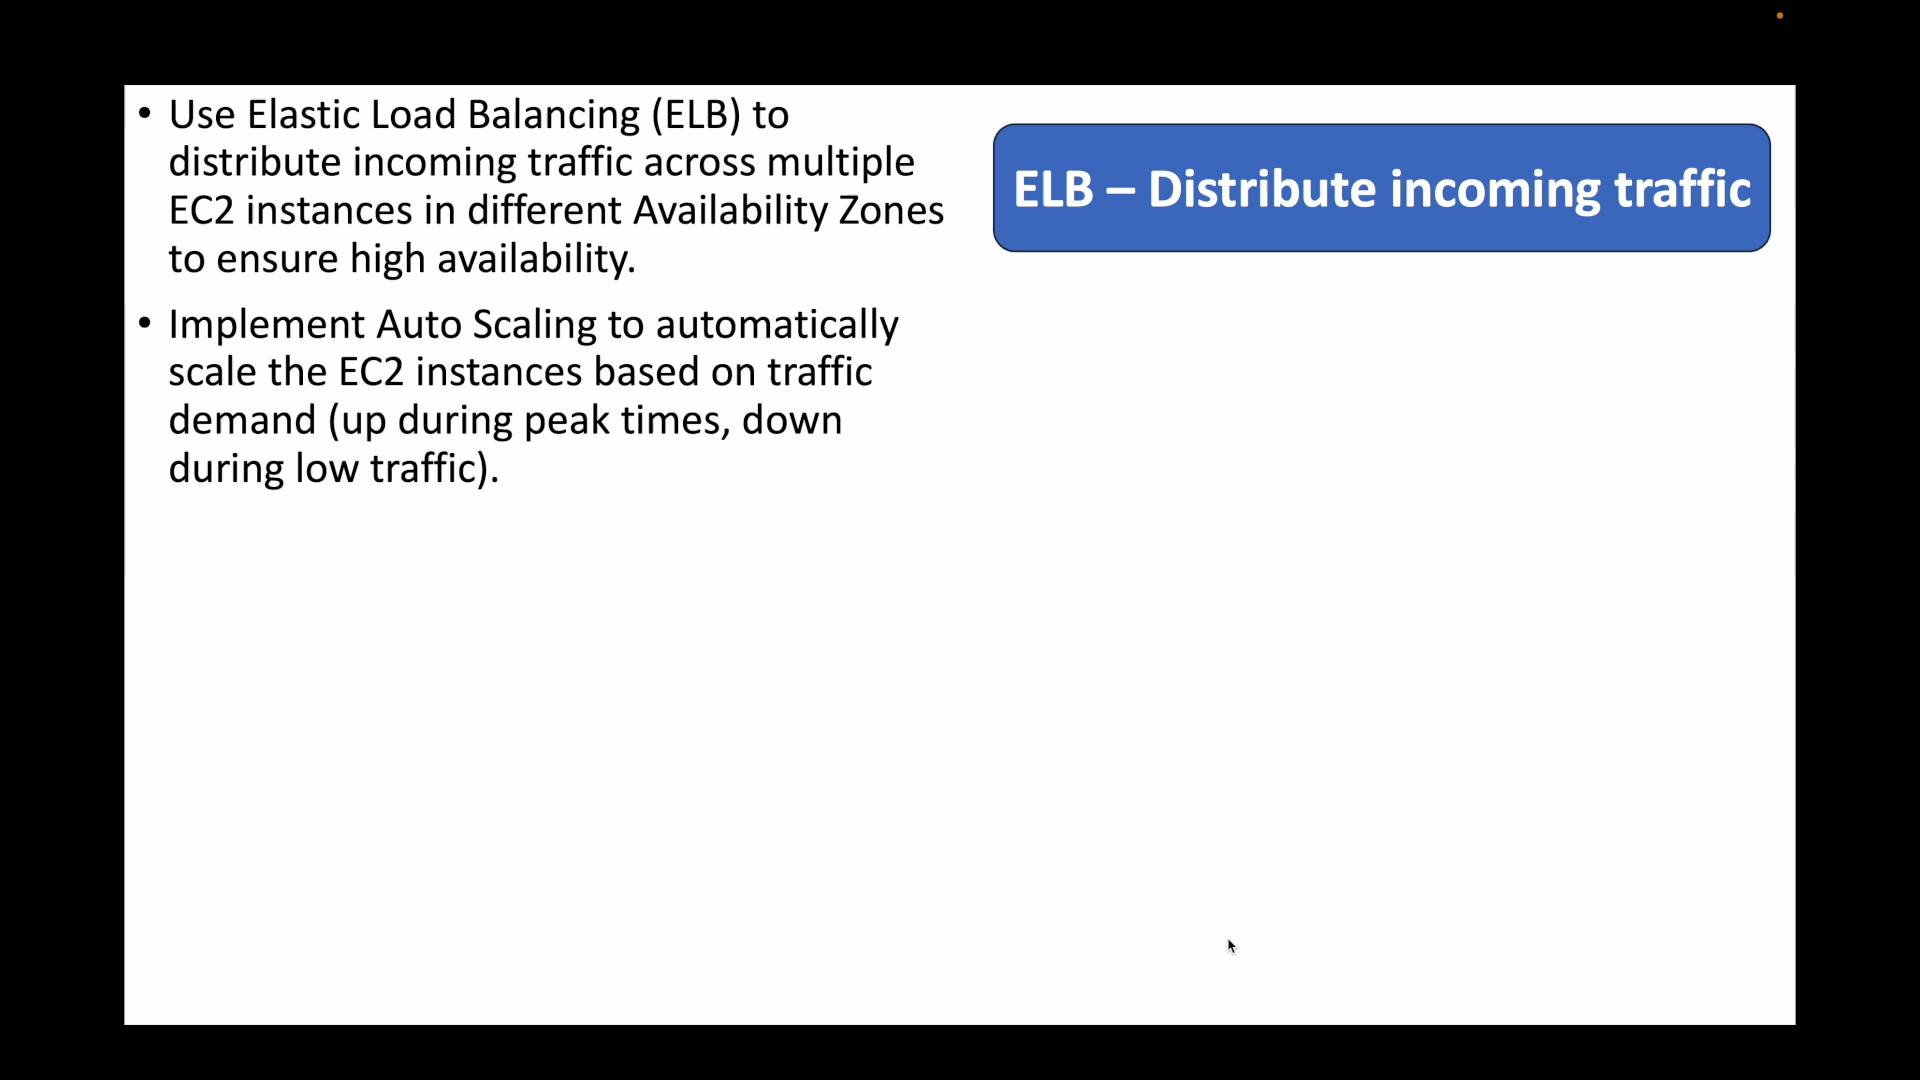 • Use Elastic Load Balancing (ELB) to
distribute incoming traffic across multiple
EC2 instances in different Availability Zones
to ensure high availability.
• Implement Auto Scaling to automatically
scale the EC2 instances based on traffic
demand (up during peak times, down
during low traffic).
ELB – Distribute incoming traffic